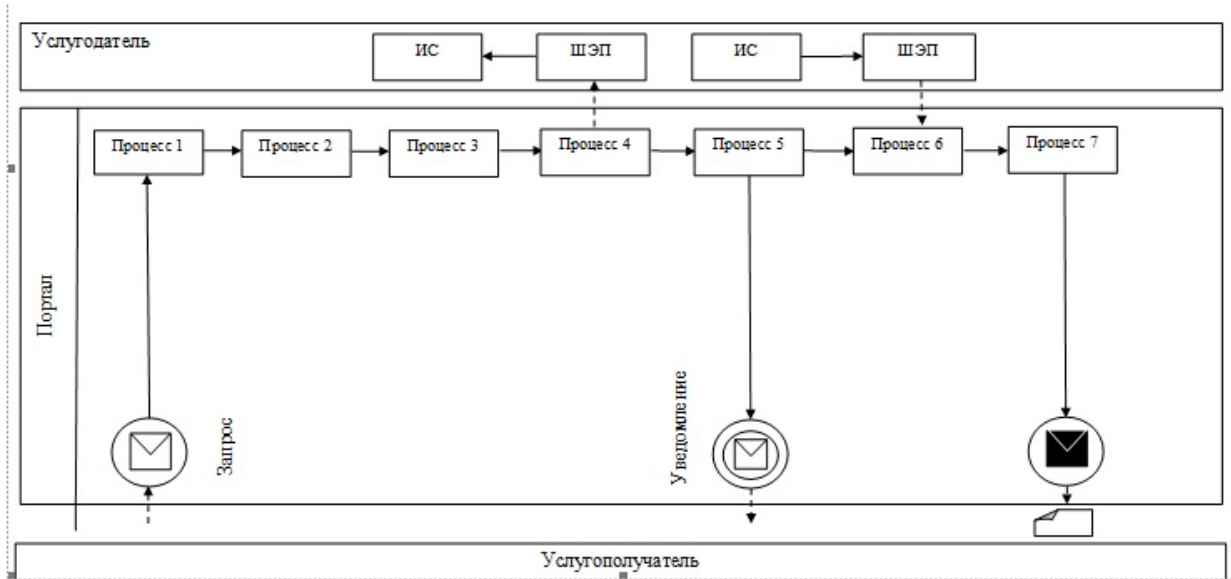 Услугодатель
ИС
ШЭП
ИС
ШЭП
Процесс 1
Процесс 2
Процесс 3
Процесс 4
Процесс 5
Процесс 6
Процесс 7
Портал
Запрос
Уведомление
Услугополучатель